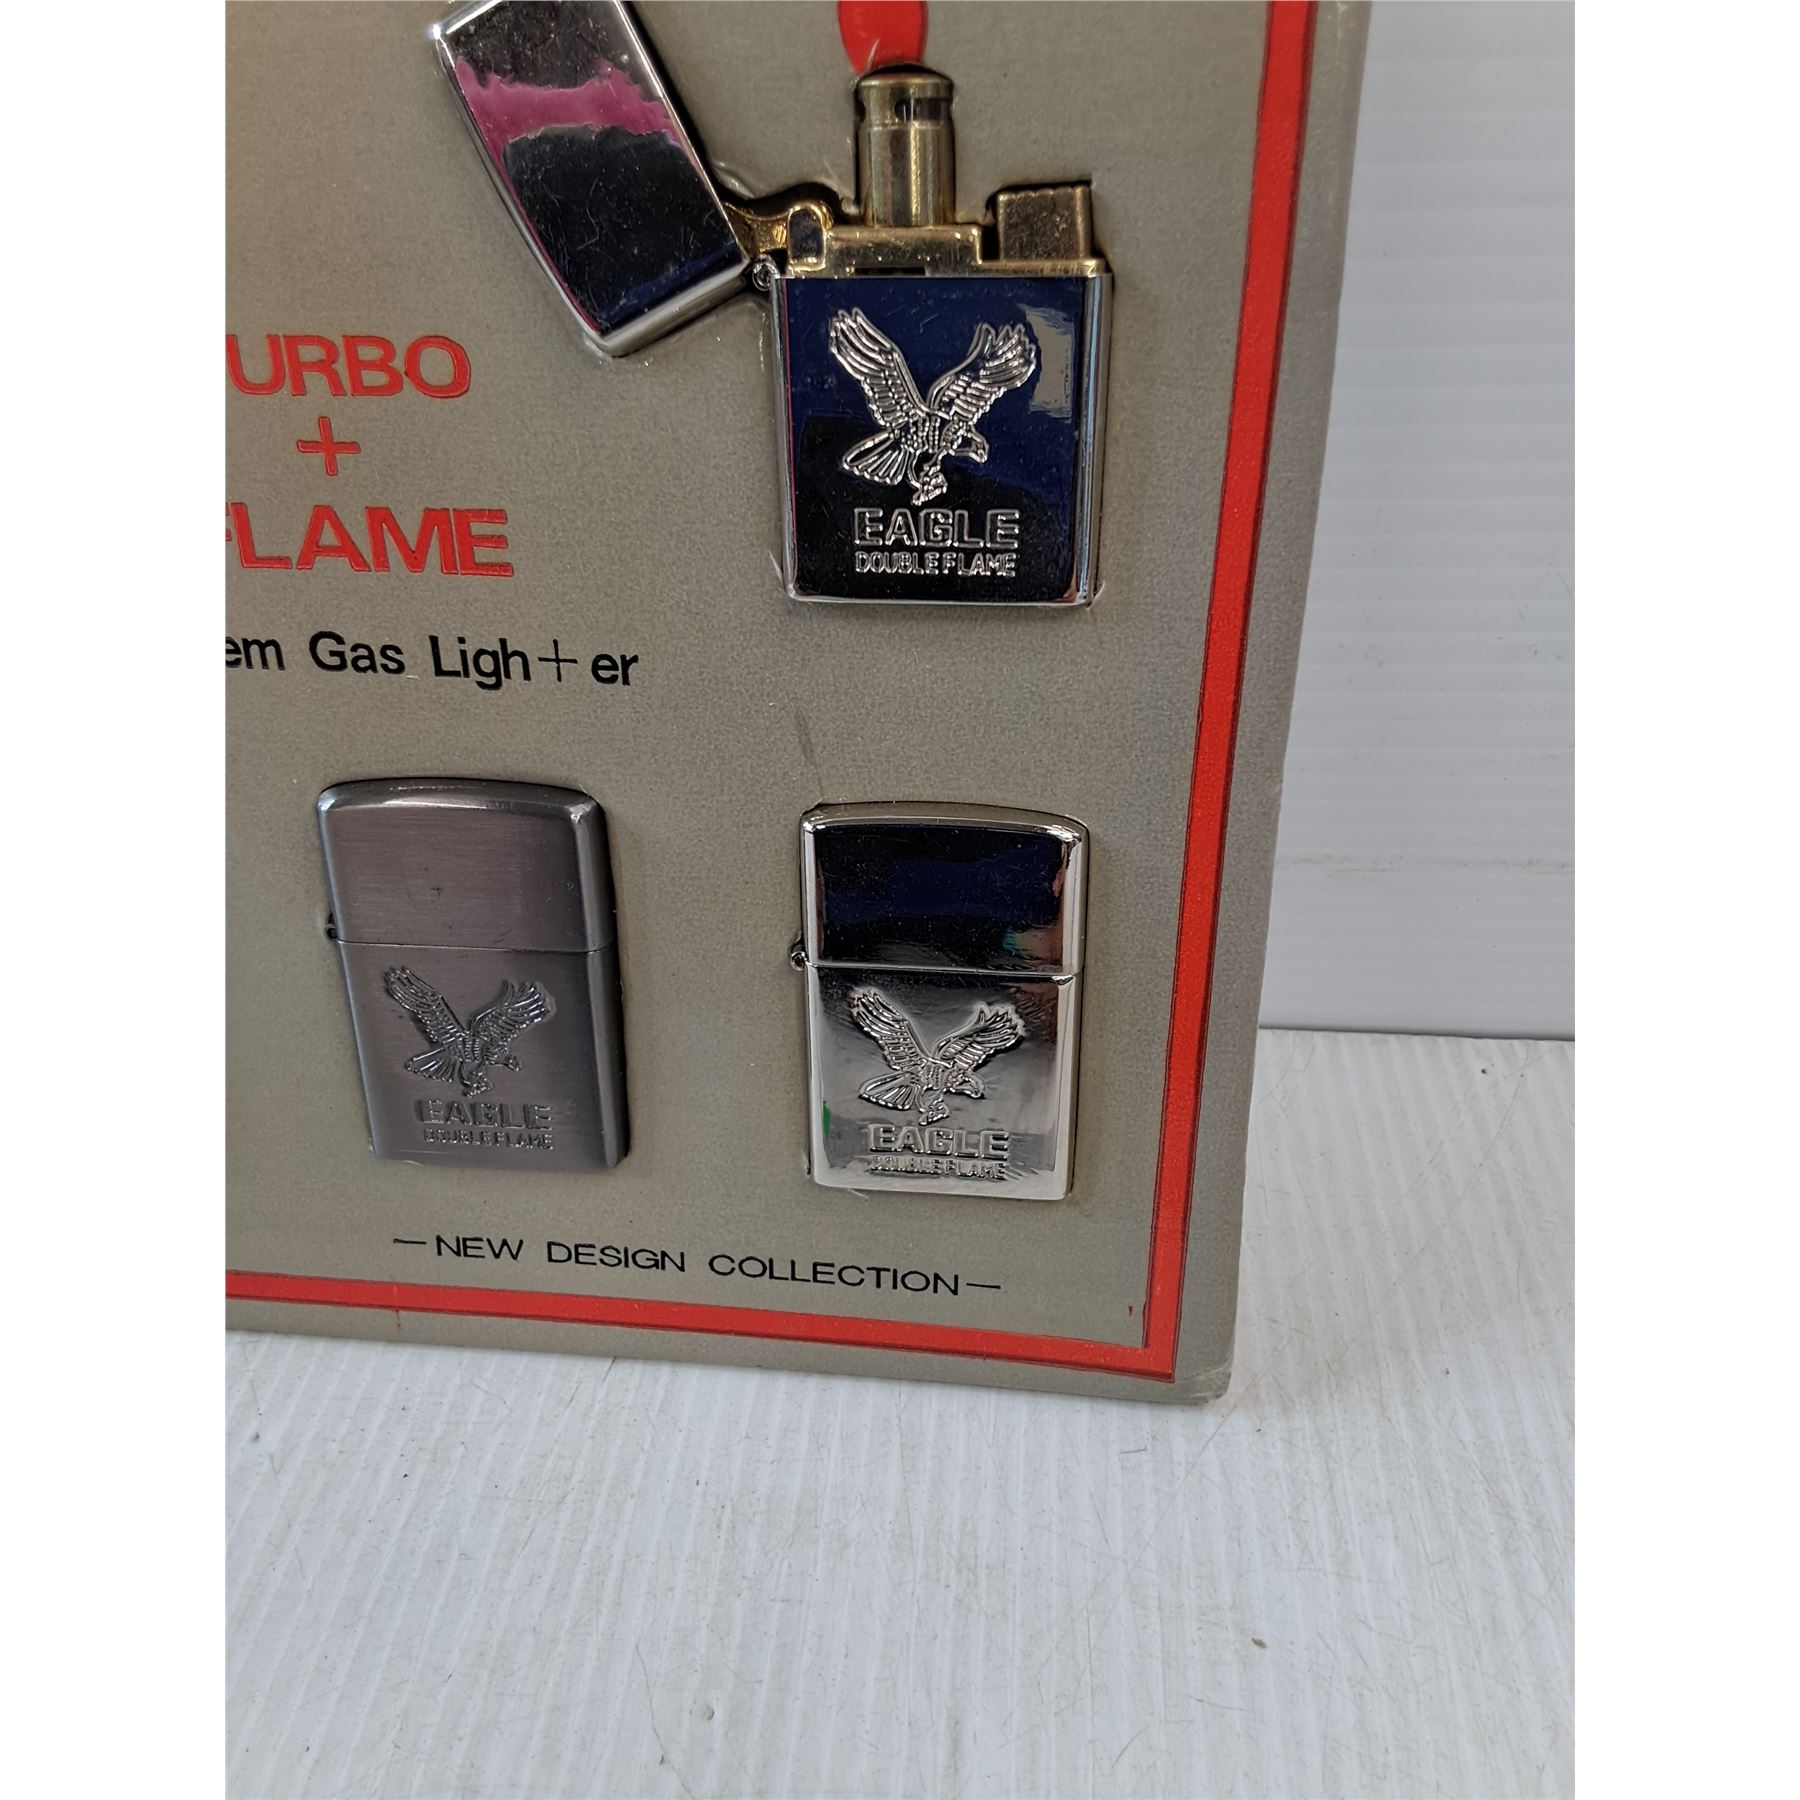 URBO
+
FLAME
em Gas Ligh+er
EAGLE
DOUBLE FLAME
EAGLE
DOUBLE FLAME
EAGLE
DOUBLE FLAME
—NEW DESIGN COLLECTION—